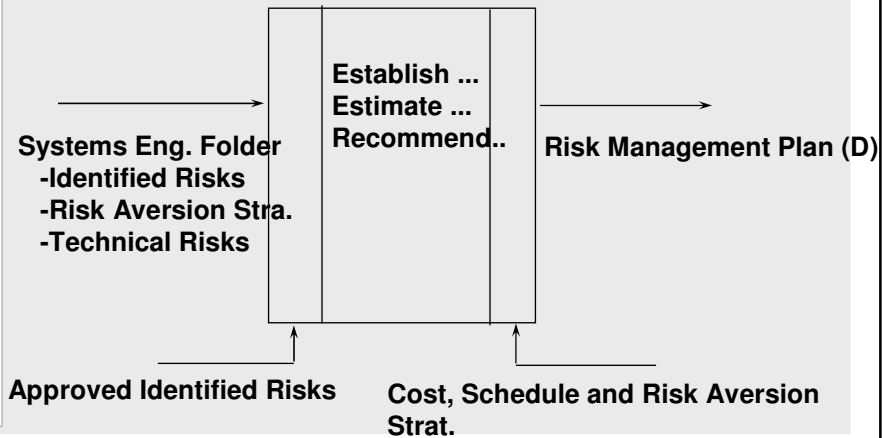 Establish ...
Estimate ...
Recommend..
Systems Eng. Folder
-Identified Risks
-Risk Aversion Stra.
-Technical Risks
Risk Management Plan (D)
Approved Identified Risks
Cost, Schedule and Risk Aversion
Strat.